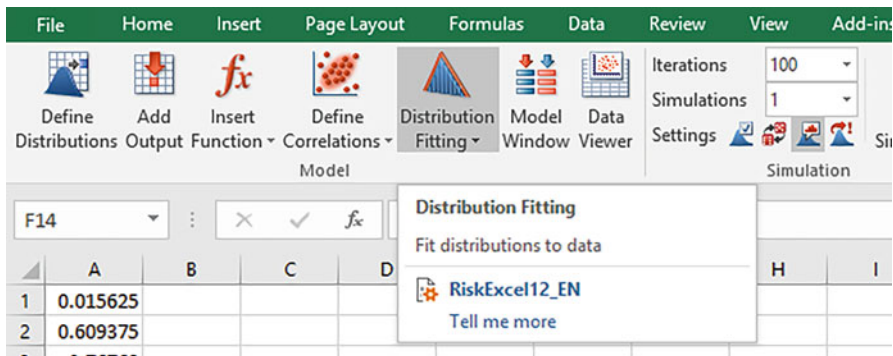 File Home Insert Page Layout Formulas Data Review View Add-ins
Define Distributions
Add Output
Insert Function
Define Correlations
Distribution Fitting
Model Window
Data Viewer
Iterations 100
Simulations 1
Settings
Model
Simulation
F14 fx
Distribution Fitting
Fit distributions to data
RiskExcel12_EN
Tell me more
A B C D H I
1 0.015625
2 0.609375